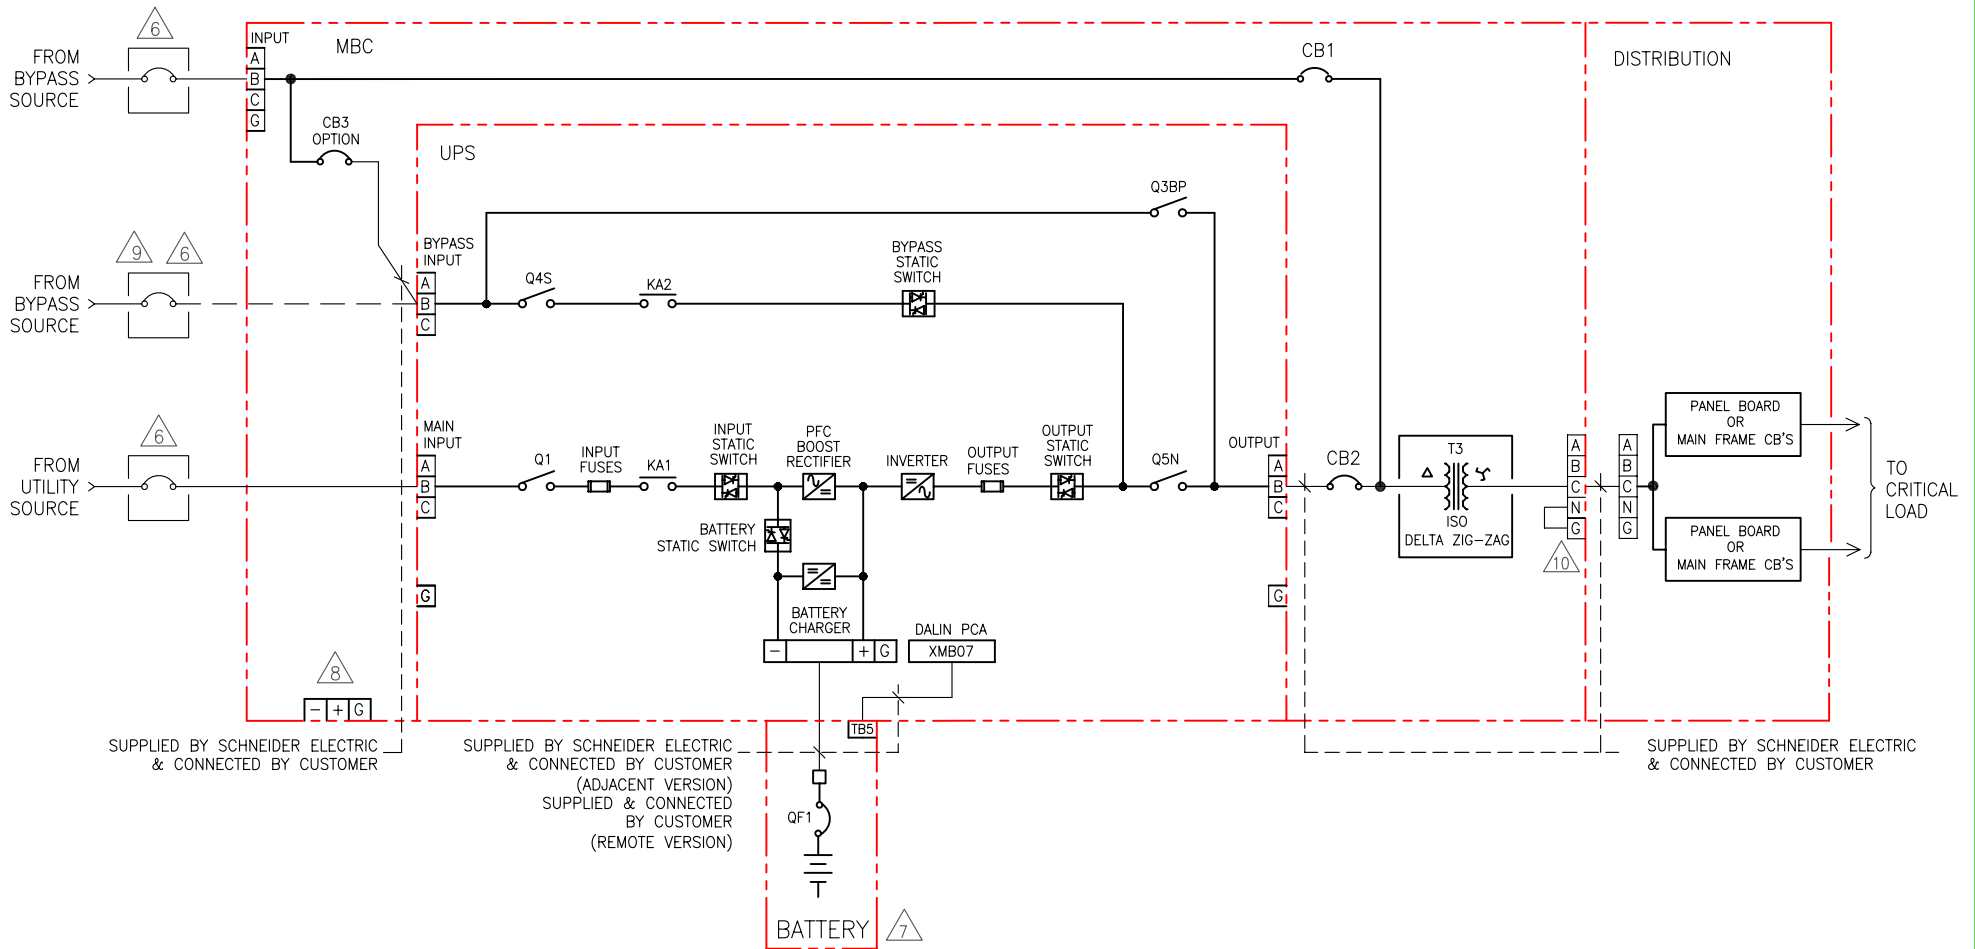 6
INPUT
MBC
FROM
BYPASS
SOURCE
A
B
C
G
CB1
DISTRIBUTION
CB3
OPTION
UPS
Q3BP
9
6
BYPASS
INPUT
FROM
BYPASS
SOURCE
A
B
C
Q4S
KA2
BYPASS
STATIC
SWITCH
6
FROM
UTILITY
SOURCE
MAIN
INPUT
A
B
C
G
Q1
INPUT
FUSES
KA1
INPUT
STATIC
SWITCH
PFC
BOOST
RECTIFIER
INVERTER
OUTPUT
FUSES
OUTPUT
STATIC
SWITCH
Q5N
OUTPUT
A
B
C
G
CB2
T3
ISO
DELTA ZIG-ZAG
A
B
C
N
G
10
A
B
C
N
G
PANEL BOARD
OR
MAIN FRAME CB'S
PANEL BOARD
OR
MAIN FRAME CB'S
TO
CRITICAL
LOAD
BATTERY
STATIC SWITCH
BATTERY
CHARGER
- + G
DALIN PCA
XMB07
8
- + G
TB5
SUPPLIED BY SCHNEIDER ELECTRIC
& CONNECTED BY CUSTOMER
SUPPLIED BY SCHNEIDER ELECTRIC
& CONNECTED BY CUSTOMER
(ADJACENT VERSION)
SUPPLIED & CONNECTED
BY CUSTOMER
(REMOTE VERSION)
SUPPLIED BY SCHNEIDER ELECTRIC
& CONNECTED BY CUSTOMER
QF1
BATTERY
7